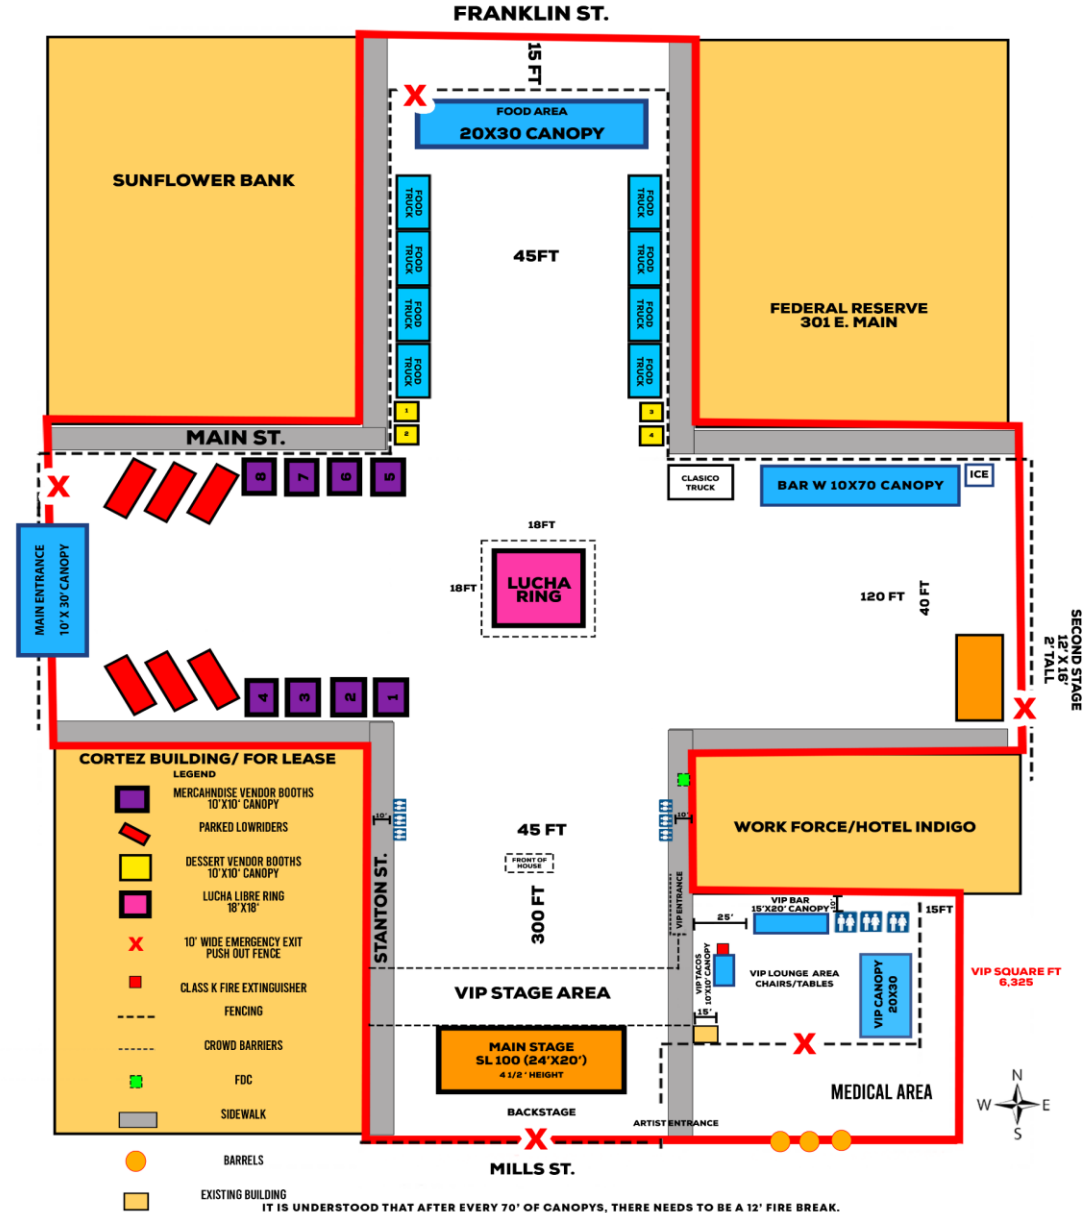 FRANKLIN ST.
15 FT
FOOD AREA
20X30 CANOPY
SUNFLOWER BANK
FOOD
TRUCK
FOOD
TRUCK
FOOD
TRUCK
FOOD
TRUCK
45FT
FOOD
TRUCK
FOOD
TRUCK
FOOD
TRUCK
FOOD
TRUCK
FEDERAL RESERVE
301 E. MAIN
1
2
3
4
MAIN ST.
8
7
6
5
CLASICO
TRUCK
BAR W 10X70 CANOPY
ICE
X
X
MAIN ENTRANCE
10' X 30' CANOPY
18FT
18FT
LUCHA
RING
120 FT
40 FT
SECOND STAGE
12' X 16'
2' TALL
X
4
3
2
1
CORTEZ BUILDING/ FOR LEASE
LEGEND
MERCAHNDISE VENDOR BOOTHS
10'X10' CANOPY
PARKED LOWRIDERS
DESSERT VENDOR BOOTHS
10'X10' CANOPY
LUCHA LIBRE RING
18'X18'
X
10' WIDE EMERGENCY EXIT
PUSH OUT FENCE
CLASS K FIRE EXTINGUISHER
FENCING
CROWD BARRIERS
FDC
SIDEWALK
BARRELS
EXISTING BUILDING
10'
STANTON ST.
45 FT
FRONT OF
HOUSE
300 FT
10'
WORK FORCE/HOTEL INDIGO
VIP ENTRANCE
VIP BAR
15'X20' CANOPY
10'
15FT
25'
VIP TACOS
10'X10' CANOPY
VIP LOUNGE AREA
CHAIRS/TABLES
VIP CANOPY
20X30
VIP SQUARE FT
6,325
15'
VIP STAGE AREA
MAIN STAGE
SL 100 (24'X20')
4 1/2 ' HEIGHT
X
MEDICAL AREA
BACKSTAGE
ARTIST ENTRANCE
X
N
W
E
S
MILLS ST.
IT IS UNDERSTOOD THAT AFTER EVERY 70' OF CANOPYS, THERE NEEDS TO BE A 12' FIRE BREAK.